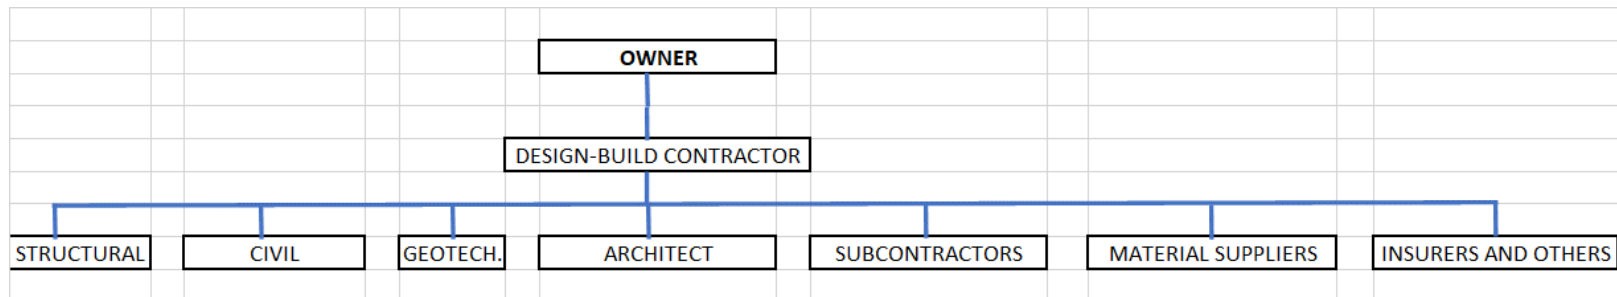 OWNER
DESIGN-BUILD CONTRACTOR
STRUCTURAL
CIVIL
GEOTECH.
ARCHITECT
SUBCONTRACTORS
MATERIAL SUPPLIERS
INSURERS AND OTHERS